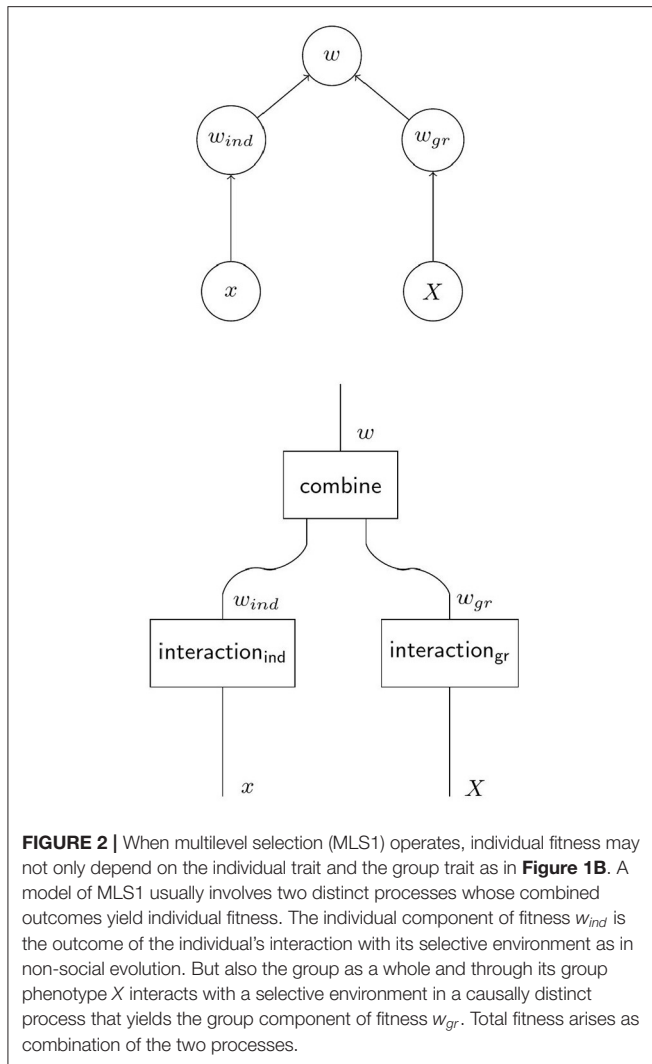 w
w_ind w_gr
x X
w
combine
w_ind w_gr
interaction_ind interaction_gr
x X
FIGURE 2 | When multilevel selection (MLS1) operates, individual fitness may
not only depend on the individual trait and the group trait as in Figure 1B. A
model of MLS1 usually involves two distinct processes whose combined
outcomes yield individual fitness. The individual component of fitness w_ind is
the outcome of the individual's interaction with its selective environment as in
non-social evolution. But also the group as a whole and through its group
phenotype X interacts with a selective environment in a causally distinct
process that yields the group component of fitness w_gr. Total fitness arises as
combination of the two processes.